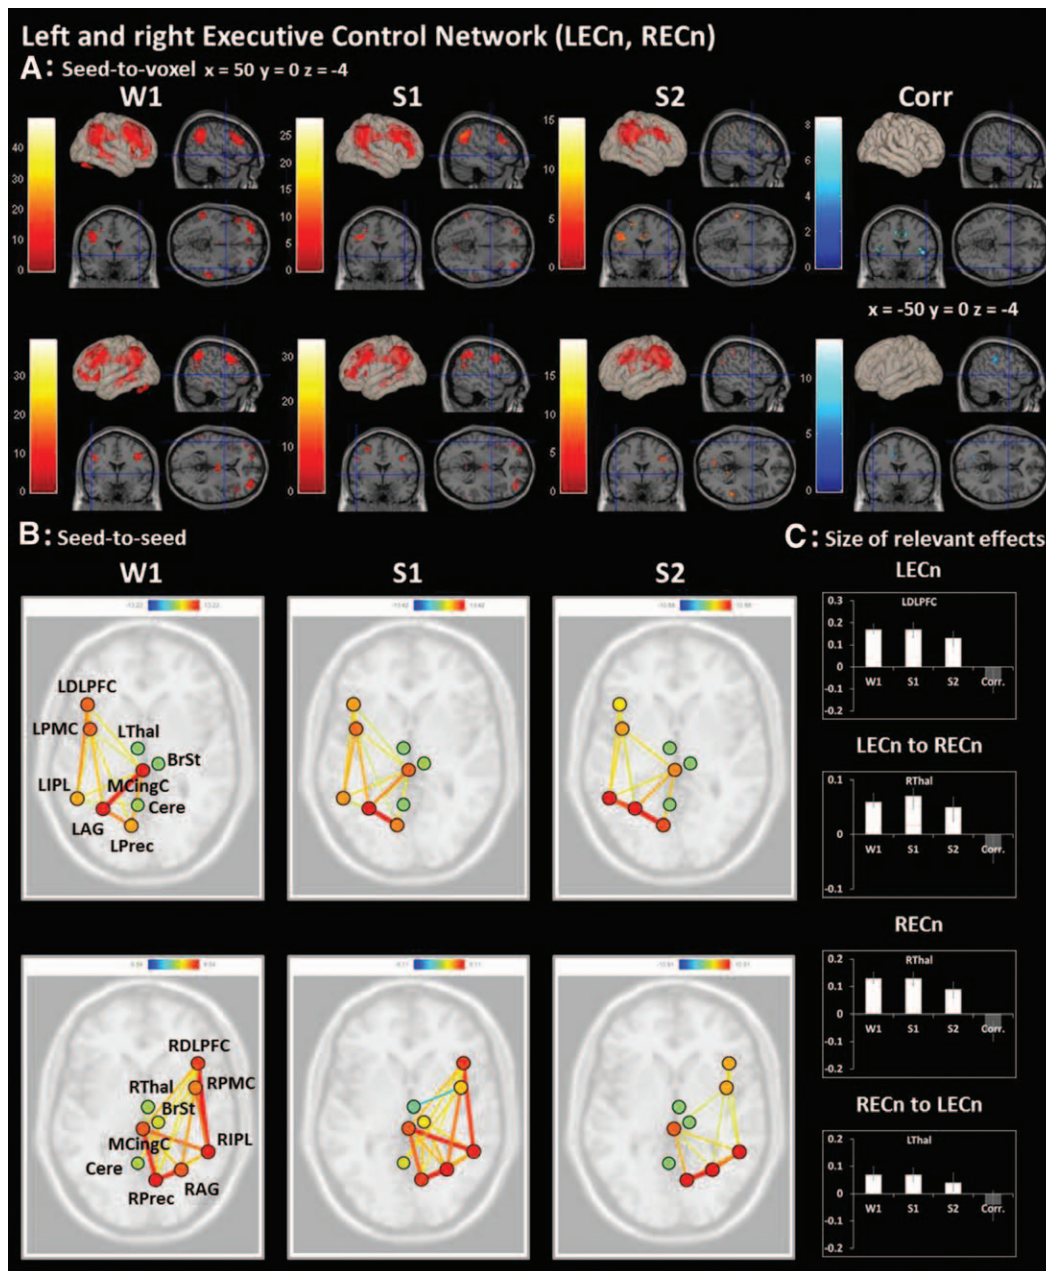 Left and right Executive Control Network (LECn, RECn)
A: Seed-to-voxel x = 50 y = 0 z = -4
W1 S1 S2 Corr
40
30
20
10
0
25
20
15
10
5
0
15
10
5
0
8
6
4
2
0
x = -50 y = 0 z = -4
30
20
10
0
30
20
10
0
15
10
5
0
10
5
0
B: Seed-to-seed
W1 S1 S2
LDLPFC
LPMC
LThal
BrSt
LIPL
MCingC
Cere
LAG
LPrec
RDLPFC
RThal
RPMC
BrSt
MCingC
RIPL
Cere
RAG
RPrec
C: Size of relevant effects
LECn
LDLPFC
0.3
0.2
0.1
0
-0.1
-0.2
W1 S1 S2 Corr.
LECn to RECn
RThal
0.1
0
-0.1
W1 S1 S2 Corr.
RECn
RThal
0.2
0.1
0
-0.1
-0.2
W1 S1 S2 Corr.
RECn to LECn
LThal
0.2
0.1
0
-0.1
-0.2
W1 S1 S2 Corr.